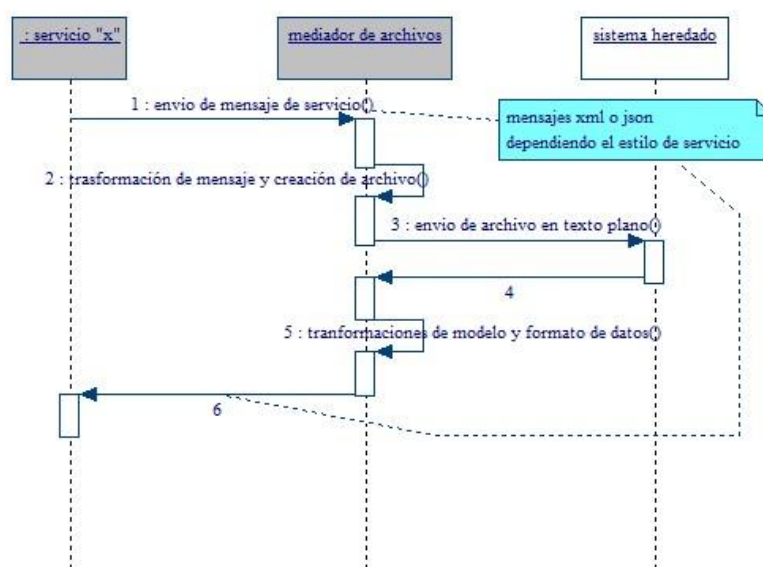 : servicio "x"
mediador de archivos
sistema heredado
1 : envio de mensaje de servicio()
mensajes xml o json
dependiendo el estilo de servicio
2 : trasformación de mensaje y creación de archivo()
3 : envio de archivo en texto plano()
4
5 : tranformaciones de modelo y formato de datos()
6